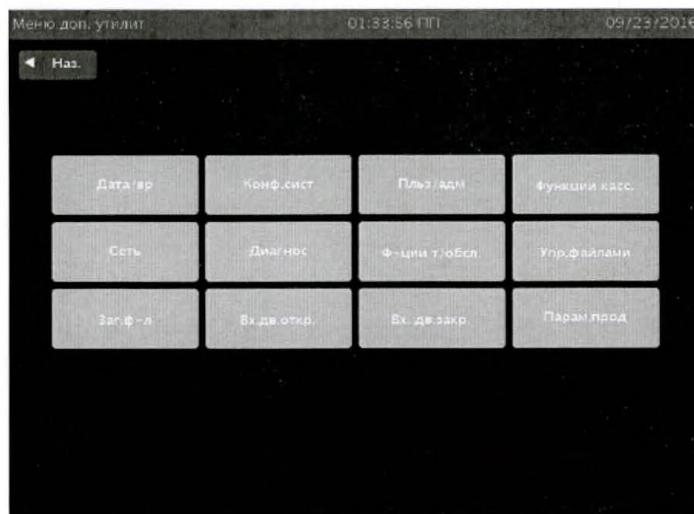 Меню доп. утилит 01:33:56 ПП 09/23/2016
◄ Наз.
Дата/вр Конф.сист Пльз/адм Функции касс.
Сеть Диагнос Ф-ции т/обсл. Упр.файлами
Заг.ф-л Вх.дв.откр. Вх.дв.закр. Парам.прод